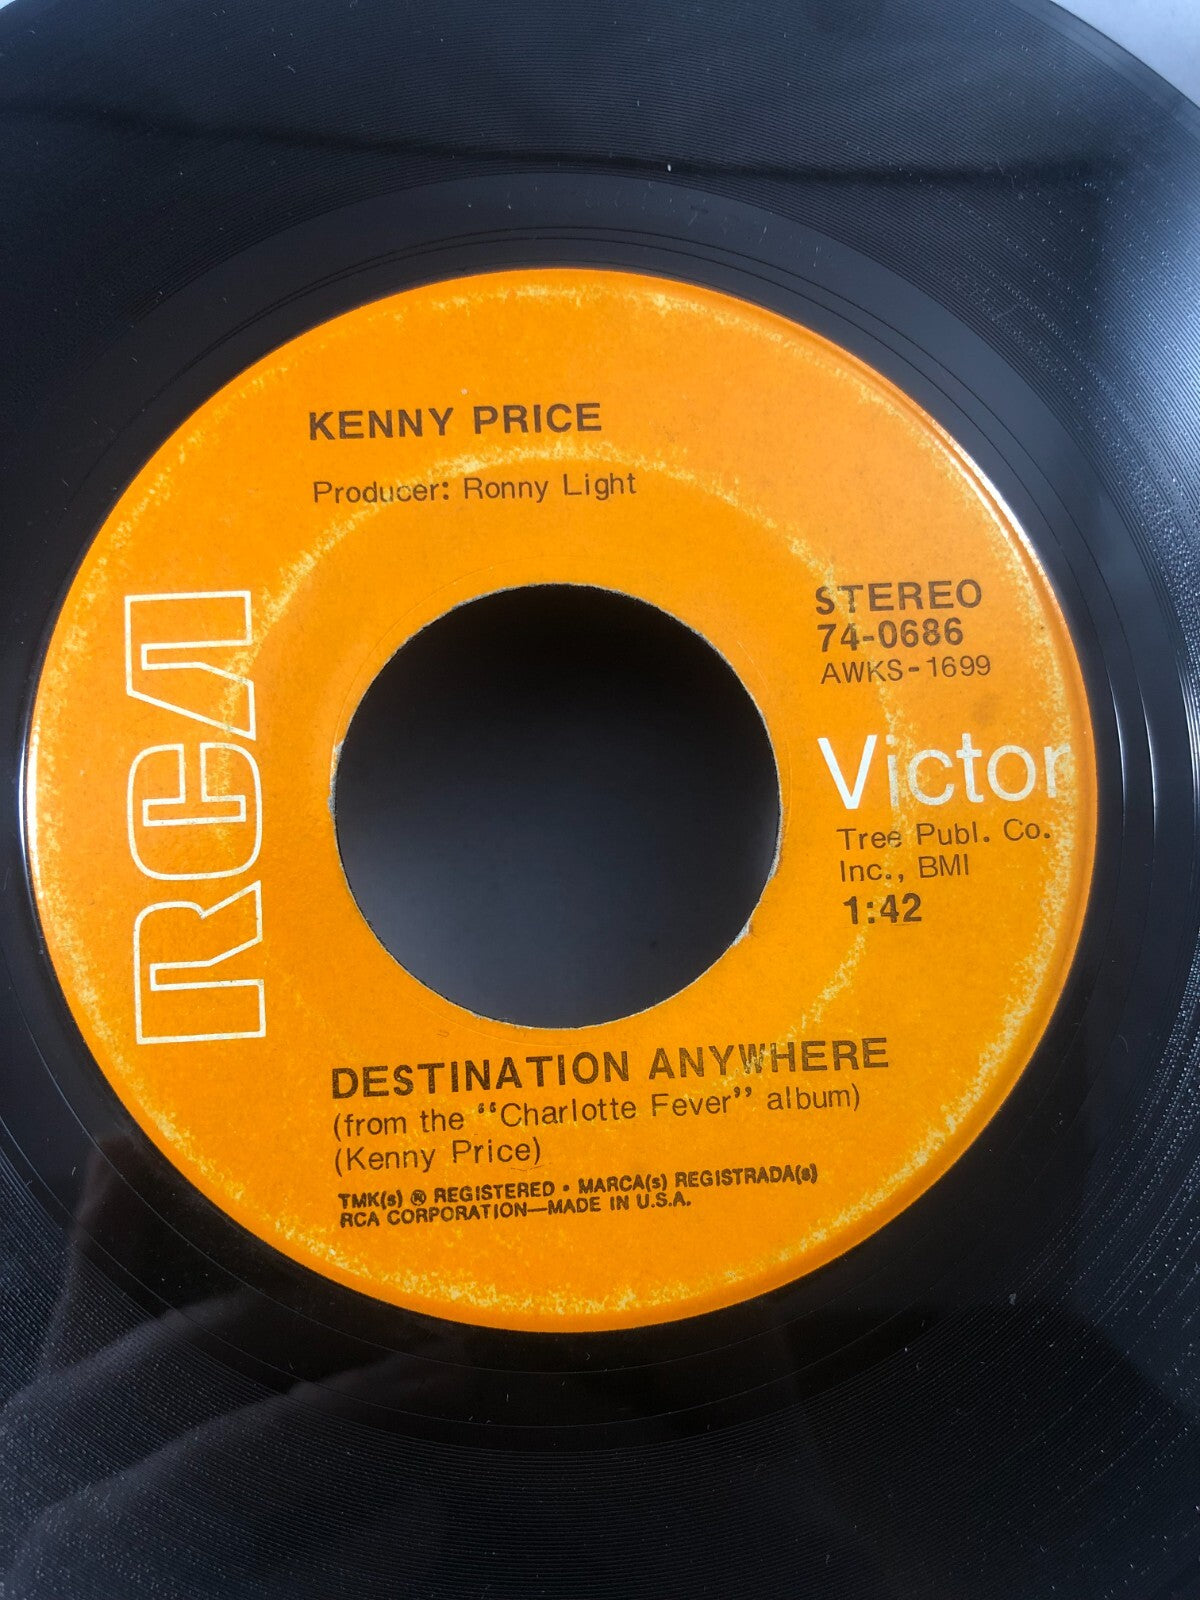 KENNY PRICE
Producer: Ronny Light
RCA
STEREO
74-0686
AWKS-1699
Victor
Tree Publ. Co.
Inc., BMI
1:42
DESTINATION ANYWHERE
(from the “Charlotte Fever” album)
(Kenny Price)
TMK(s) ® REGISTERED • MARCA(s) REGISTRADA(s)
RCA CORPORATION—MADE IN U.S.A.